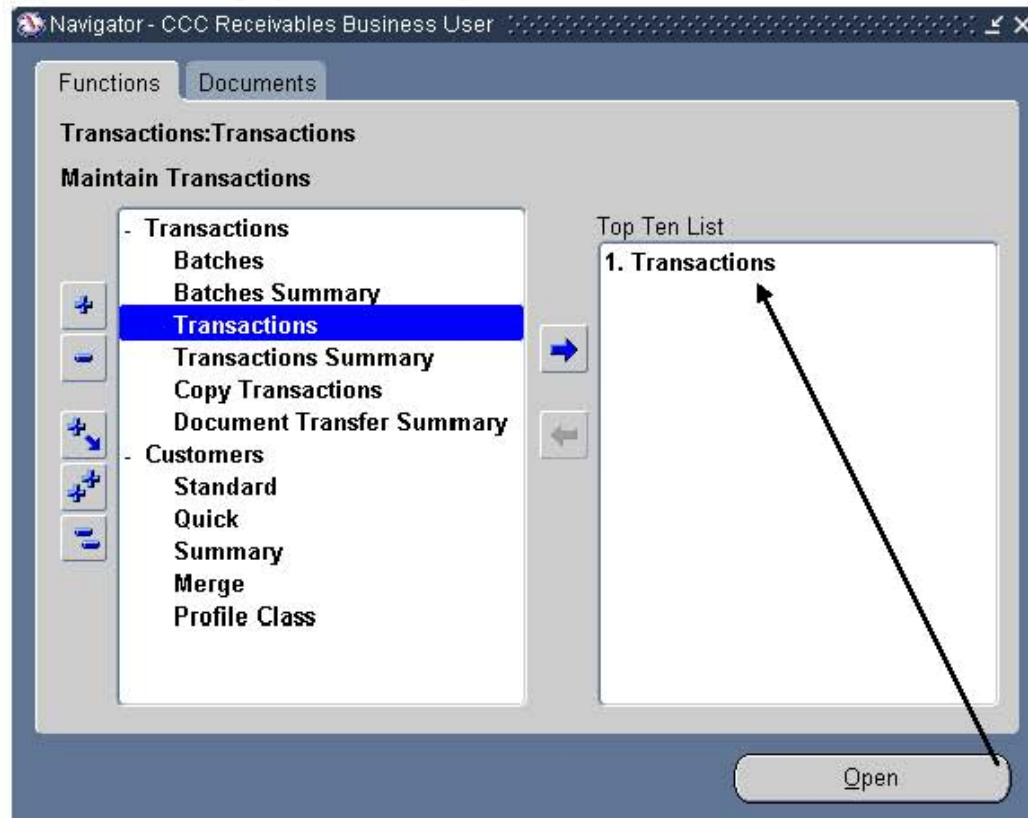 Navigator - CCC Receivables Business User
Functions Documents
Transactions:Transactions
Maintain Transactions
- Transactions
Batches
Batches Summary
Transactions
Transactions Summary
Copy Transactions
Document Transfer Summary
- Customers
Standard
Quick
Summary
Merge
Profile Class
Top Ten List
1. Transactions
Open